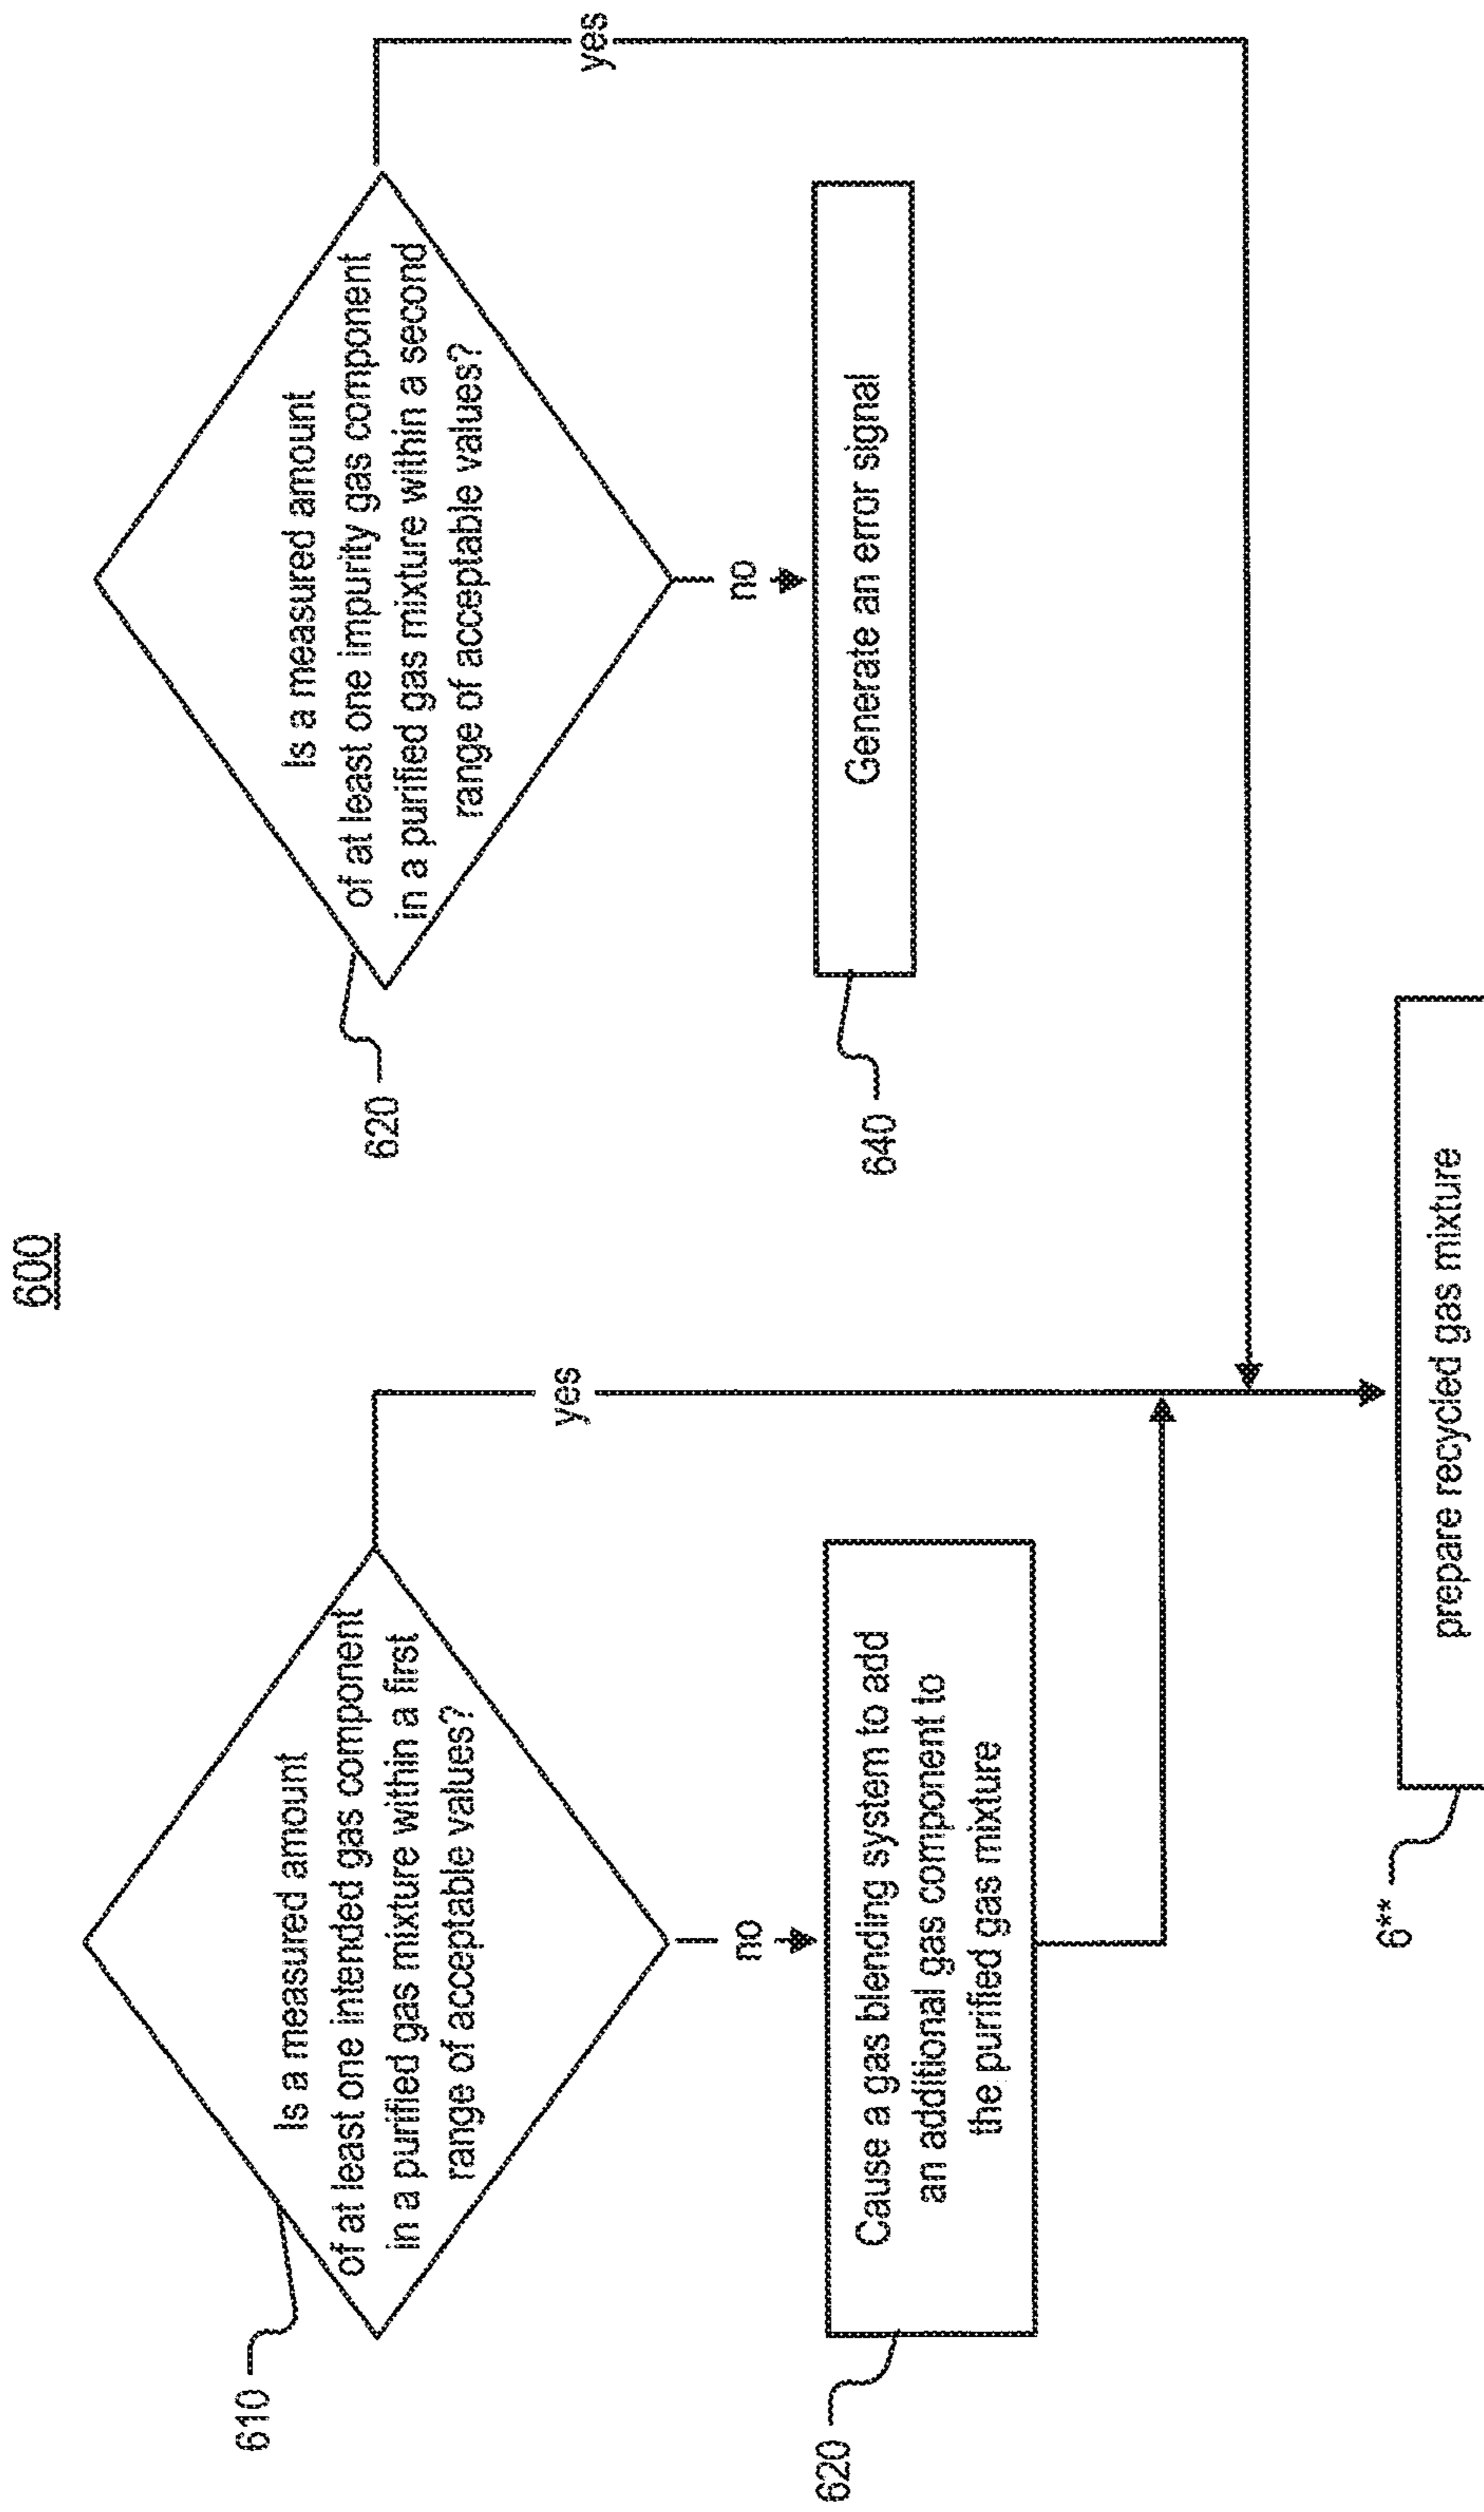 600
610
Is a measured amount
of at least one intended gas component
in a purified gas mixture within a first
range of acceptable values?
yes
no
620
Cause a gas blending system to add
an additional gas component to
the purified gas mixture
620
Is a measured amount
of at least one impurity gas component
in a purified gas mixture within a second
range of acceptable values?
yes
no
640
Generate an error signal
6**
prepare recycled gas mixture